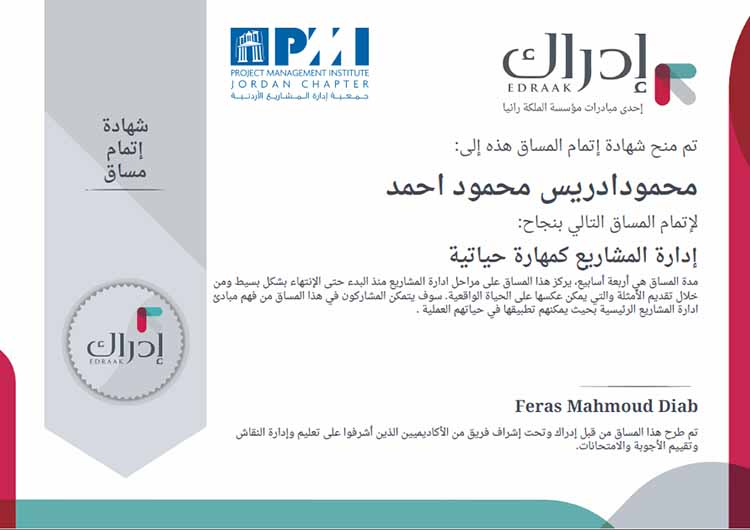 PMI
PROJECT MANAGEMENT INSTITUTE
JORDAN CHAPTER
جمعية إدارة المشاريع الأردنية
إدراك
EDRAAK
إحدى مبادرات مؤسسة الملكة رانيا
شهادة
إتمام
مساق
تم منح شهادة إتمام المساق هذه إلى:
محمودادريس محمود احمد
لإتمام المساق التالي بنجاح:
إدارة المشاريع كمهارة حياتية
مدة المساق هي أربعة أسابيع، يركز هذا المساق على مراحل ادارة المشاريع منذ البدء حتى الإنتهاء بشكل بسيط ومن
خلال تقديم الأمثلة والتي يمكن عكسها على الحياة الواقعية. سوف يتمكن المشاركون في هذا المساق من فهم مبادئ
ادارة المشاريع الرئيسية بحيث يمكنهم تطبيقها في حياتهم العملية .
إدراك
EDRAAK
Feras Mahmoud Diab
تم طرح هذا المساق من قبل إدراك وتحت إشراف فريق من الأكاديميين الذين أشرفوا على تعليم وإدارة النقاش
وتقييم الأجوبة والامتحانات.